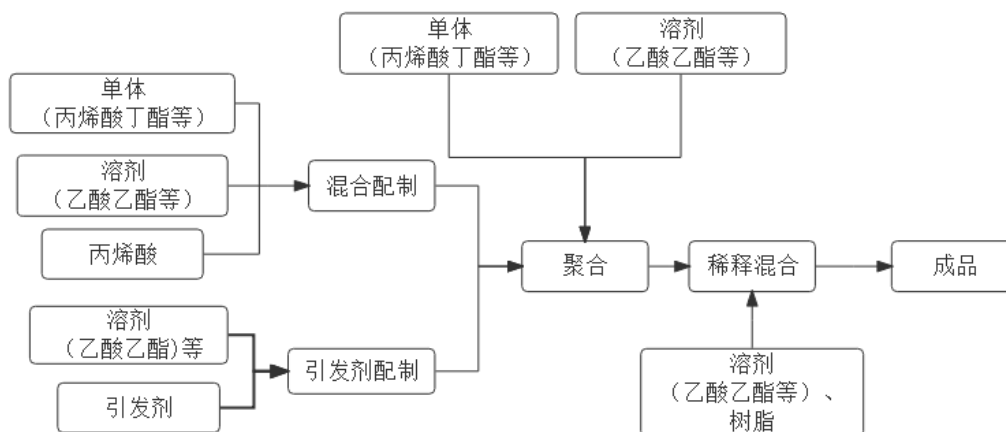 单体
（丙烯酸丁酯等）
溶剂
（乙酸乙酯等）
单体
（丙烯酸丁酯等）
溶剂
（乙酸乙酯等）
丙烯酸
混合配制
聚合
稀释混合
成品
溶剂
（乙酸乙酯)等
引发剂
引发剂配制
溶剂
（乙酸乙酯等）、
树脂